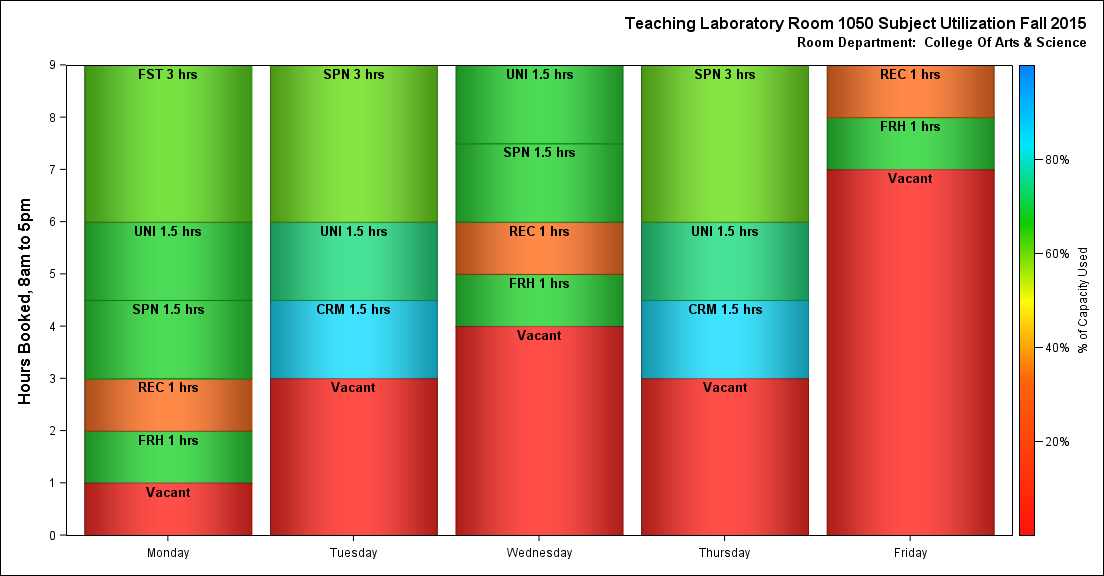 Teaching Laboratory Room 1050 Subject Utilization Fall 2015
Room Department:  College Of Arts & Science
Hours Booked, 8am to 5pm
9
8
7
6
5
4
3
2
1
0
FST 3 hrs
UNI 1.5 hrs
SPN 1.5 hrs
REC 1 hrs
FRH 1 hrs
Vacant
SPN 3 hrs
UNI 1.5 hrs
CRM 1.5 hrs
Vacant
UNI 1.5 hrs
SPN 1.5 hrs
REC 1 hrs
FRH 1 hrs
Vacant
SPN 3 hrs
UNI 1.5 hrs
CRM 1.5 hrs
Vacant
REC 1 hrs
FRH 1 hrs
Vacant
Monday
Tuesday
Wednesday
Thursday
Friday
80%
60%
40%
20%
% of Capacity Used